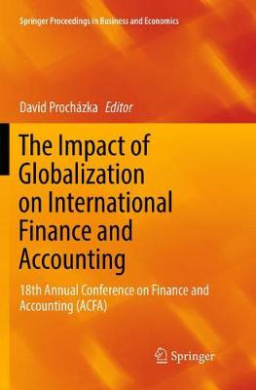 Springer Proceedings in Business and Economics
David Procházka Editor
The Impact of
Globalization
on International
Finance and
Accounting
18th Annual Conference on Finance and
Accounting (ACFA)
Springer